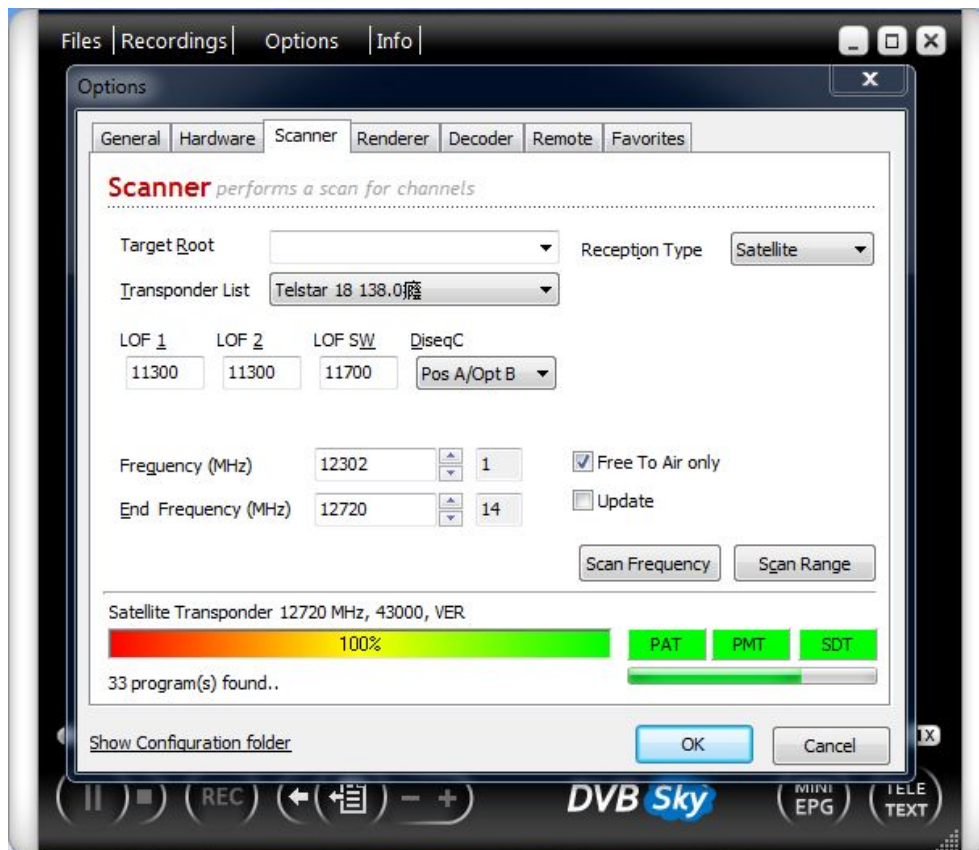 Files | Recordings | Options | Info |
Options
General Hardware Scanner Renderer Decoder Remote Favorites
Scanner performs a scan for channels
Target Root Reception Type Satellite
Transponder List Telstar 18 138.0癊
LOF 1 LOF 2 LOF SW DiseqC
11300 11300 11700 Pos A/Opt B
Frequency (MHz) 12302 1 Free To Air only
End Frequency (MHz) 12720 14 Update
Scan Frequency Scan Range
Satellite Transponder 12720 MHz, 43000, VER
100% PAT PMT SDT
33 program(s) found..
Show Configuration folder OK Cancel
REC DVB Sky MINI EPG TELE TEXT